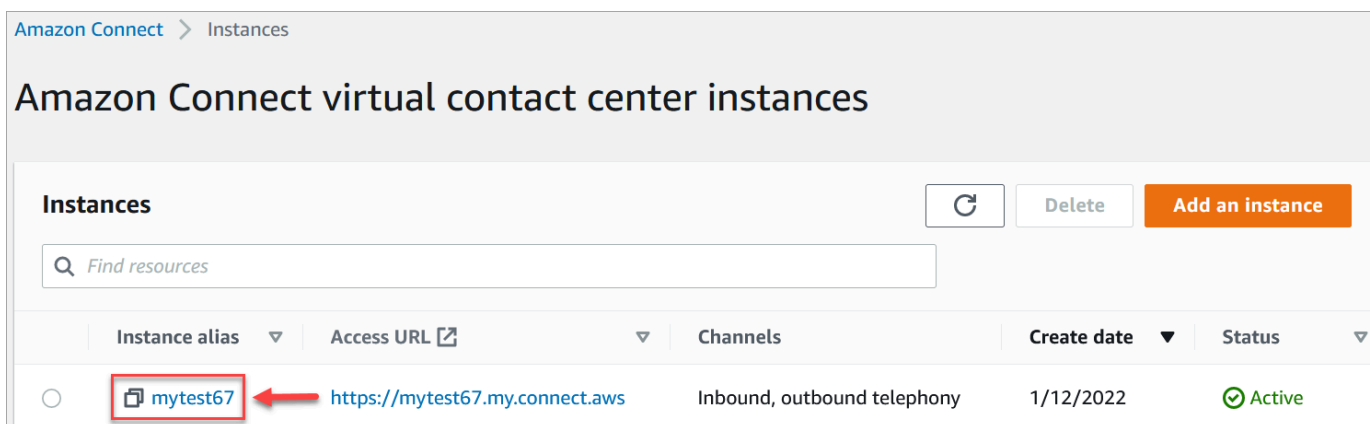 Amazon Connect > Instances
Amazon Connect virtual contact center instances
Instances
Delete
Add an instance
Find resources
Instance alias Access URL Channels Create date Status
mytest67 https://mytest67.my.connect.aws Inbound, outbound telephony 1/12/2022 Active